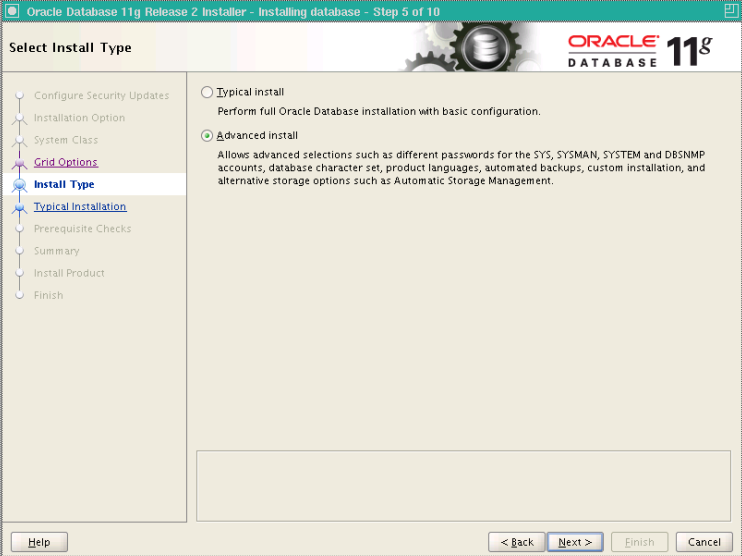 Oracle Database 11g Release 2 Installer - Installing database - Step 5 of 10
Select Install Type
ORACLE
DATABASE 11g
Configure Security Updates
Installation Option
System Class
Grid Options
Install Type
Typical Installation
Prerequisite Checks
Summary
Install Product
Finish
Typical install
Perform full Oracle Database installation with basic configuration.
Advanced install
Allows advanced selections such as different passwords for the SYS, SYSMAN, SYSTEM and DBSNMP
accounts, database character set, product languages, automated backups, custom installation, and
alternative storage options such as Automatic Storage Management.
Help
< Back
Next >
Finish
Cancel